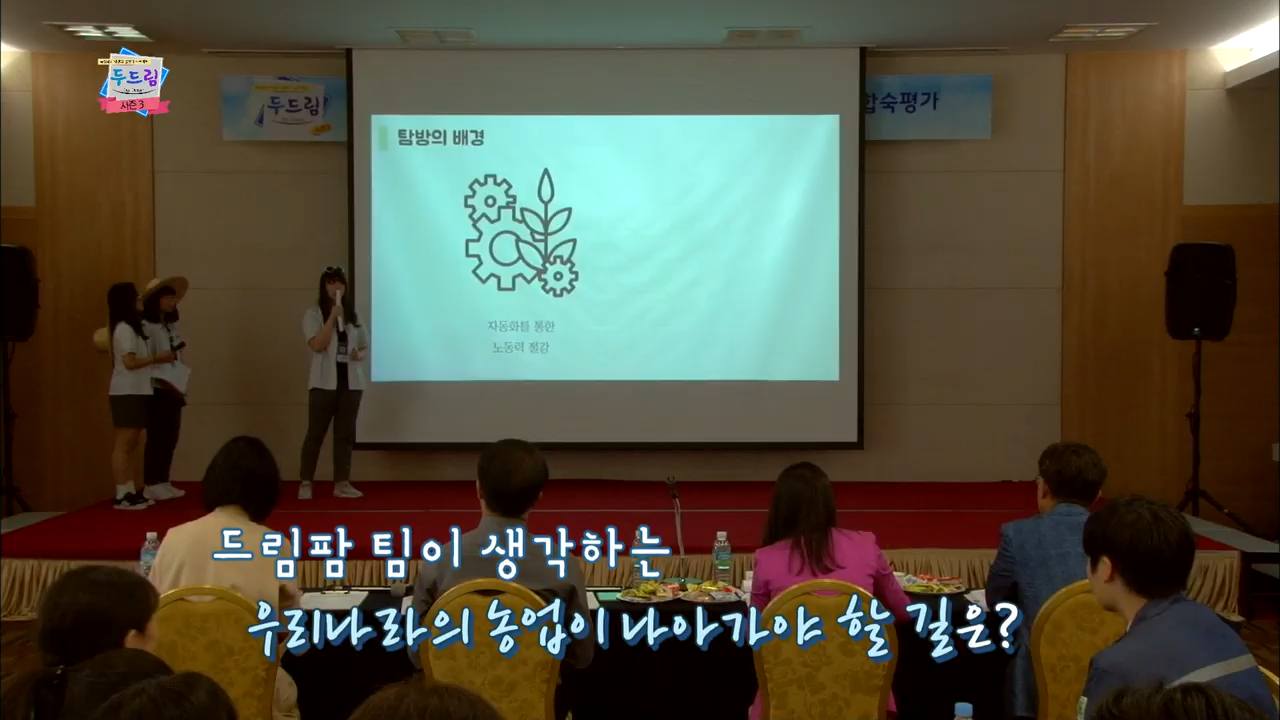 두드림
시즌3
두드림
합숙평가
탐방의 배경
자동화를 통한
노동력 절감
드림팜 팀이 생각하는
우리나라의 농업이 나아가야 할 길은?